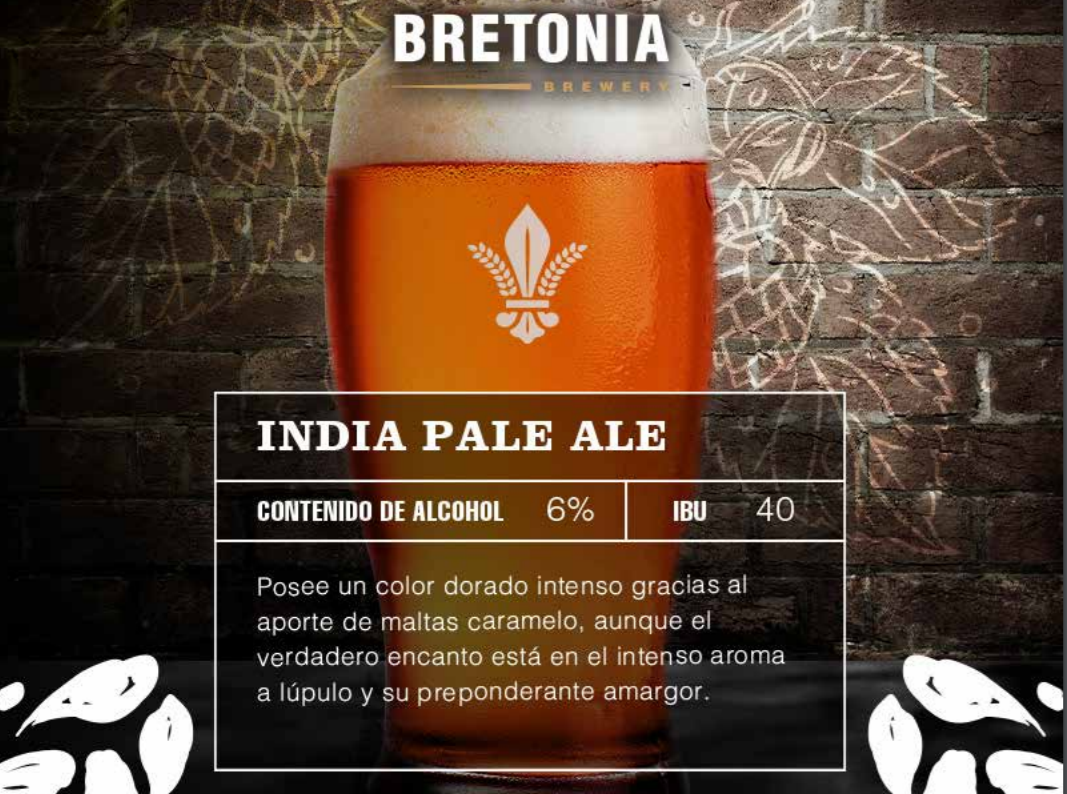 BRETONIA
BREWERY
INDIA PALE ALE
CONTENIDO DE ALCOHOL 6% IBU 40
Posee un color dorado intenso gracias al
aporte de maltas caramelo, aunque el
verdadero encanto está en el intenso aroma
a lúpulo y su preponderante amargor.